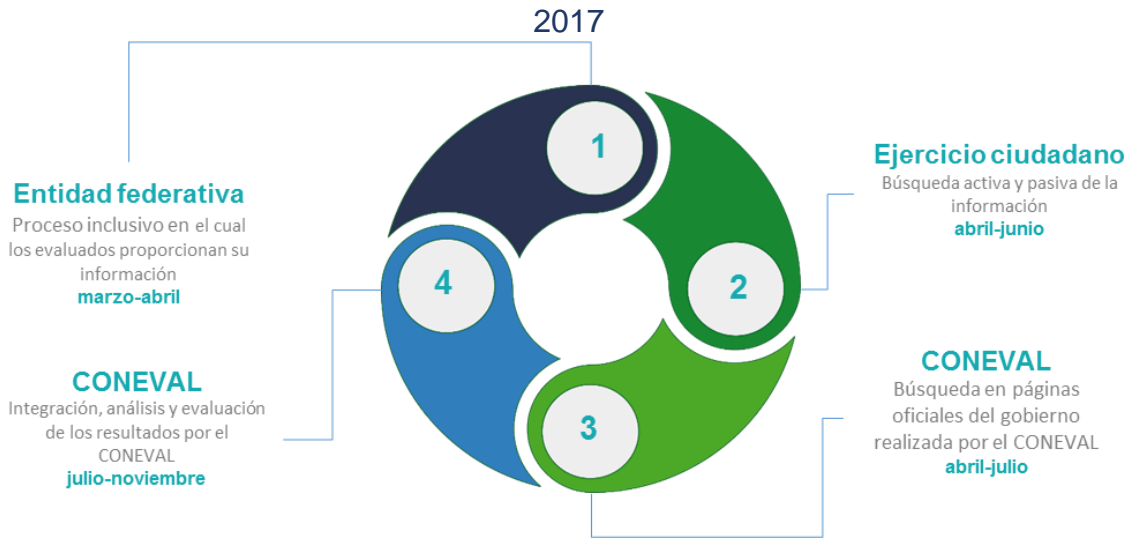 2017
1
Entidad federativa
Proceso inclusivo en el cual
los evaluados proporcionan su
información
marzo-abril
2
Ejercicio ciudadano
Búsqueda activa y pasiva de la
información
abril-junio
3
CONEVAL
Búsqueda en páginas
oficiales del gobierno
realizada por el CONEVAL
abril-julio
4
CONEVAL
Integración, análisis y evaluación
de los resultados por el
CONEVAL
julio-noviembre